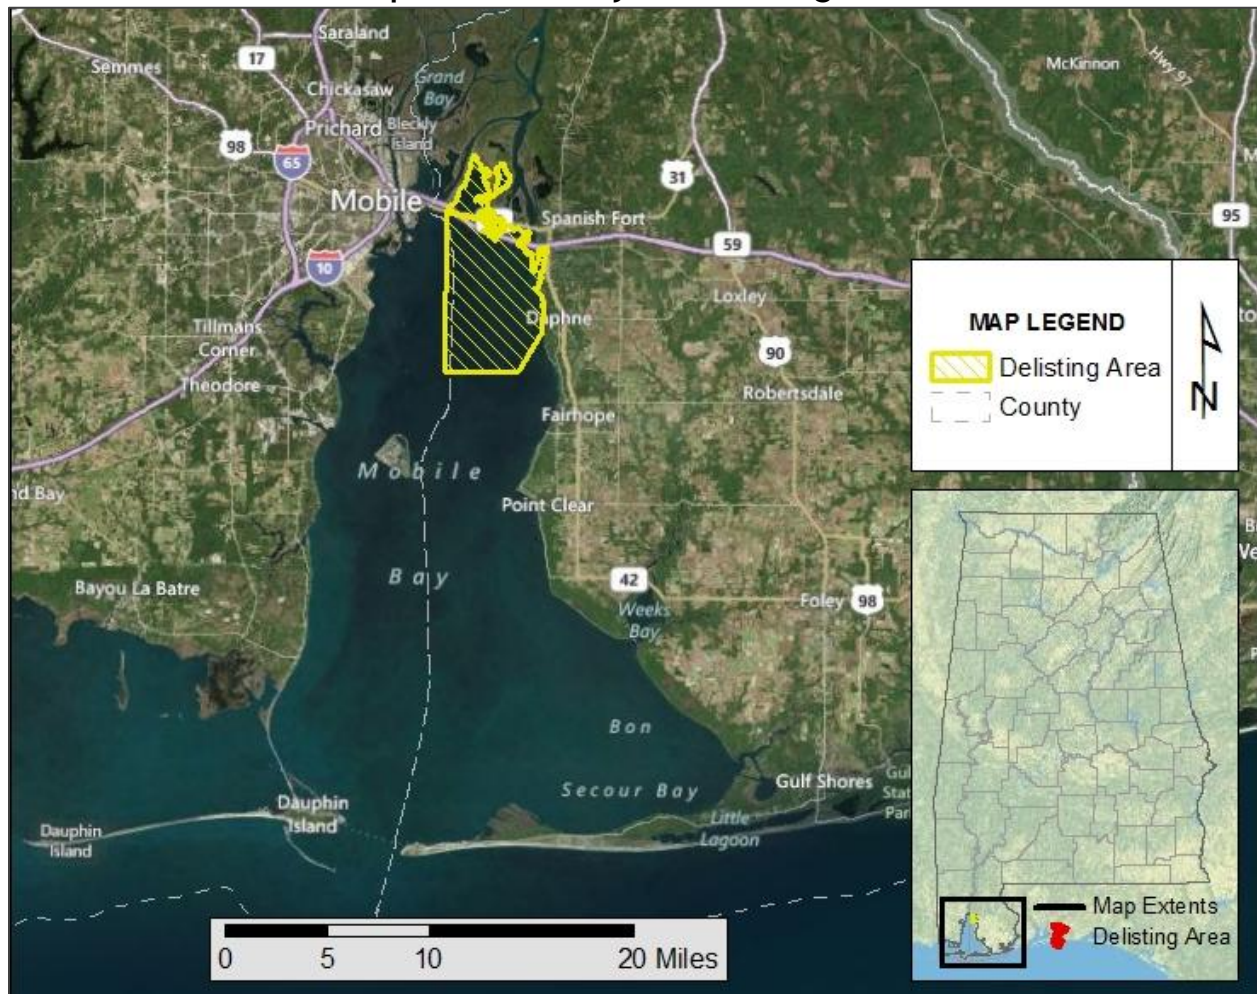 Saraland
17
Semmes
McKinnon
Hwy 97
Chickasaw
Grand
Bay
Prichard
Bleckly
Island
98
65
31
Mobile
Spanish Fort
95
59
10
Loxley
Daphne
Tillmans
Corner
90
Theodore
Robertsdale
Fairhope
Mobile
Point Clear
Bay
42
Bayou La Batre
Foley
98
Weeks
Bay
Bon
Secour Bay
Gulf Shores
Dauphin
Island
Little
Lagoon
Dauphin
Island
MAP LEGEND
Delisting Area
County
N
Map Extents
Delisting Area
0 5 10 20 Miles